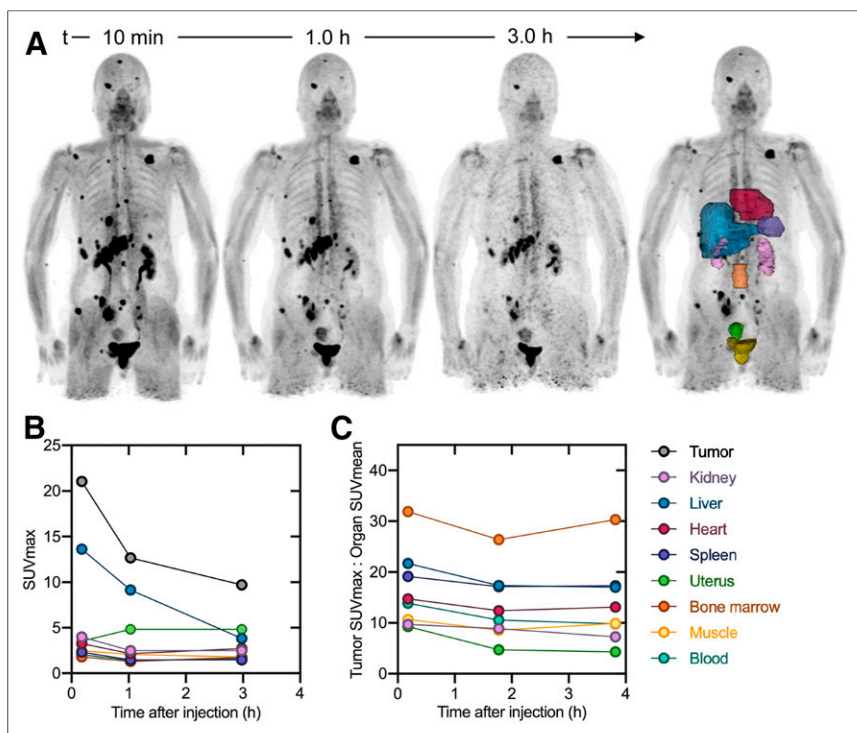 A
t 10 min 1.0 h 3.0 h
B
25
20
15
10
5
0
SUVmax
0 1 2 3 4
Time after injection (h)
C
40
30
20
10
0
Tumor SUVmax : Organ SUVmean
0 1 2 3 4
Time after injection (h)
Tumor
Kidney
Liver
Heart
Spleen
Uterus
Bone marrow
Muscle
Blood